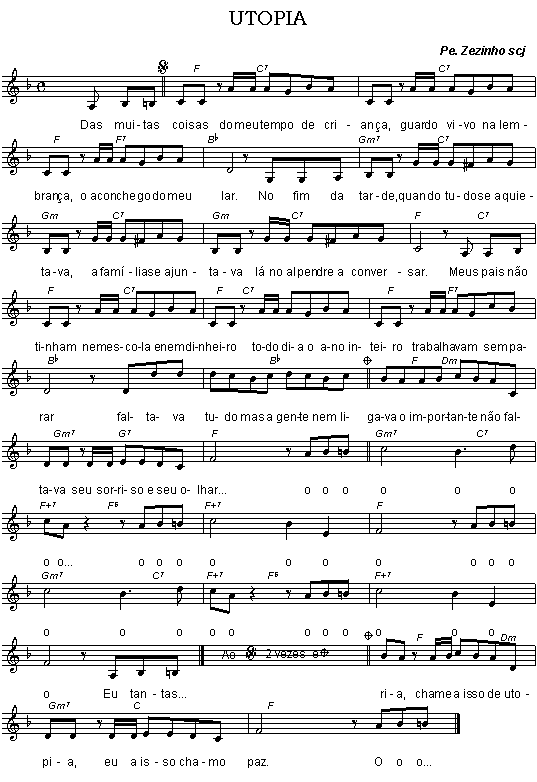 UTOPIA
Pe. Zezinho scj
F C7 F C7
Das mui-tas coisas do meu tempo de cri - ança, guardo vi-vo na lem-
F F7 Bb Gm7 C7
brança, o aconchego do meu lar. No fim da tar-de, quando tudo se aquie-
Gm C7 Gm C7 F C7
ta-va, a famí-lia se ajun-ta-va lá no alpendre a conver-sar. Meus pais não
F C7 F C7 F F7
tinham nem es-co-la e nem dinhei-ro to-do di-a o a-no in-tei-ro trabalhavam sem pa-
Bb Bb F Dm
rar fal-ta-va tu-do mas a gen-te nem li-ga-va o im-por-tan-te não fal-
Gm7 G7 F Gm7 C7
ta-va seu sor-ri-so e seu o-lhar... o o o o o o
F+7 F6 F+7 F
o o... o o o o o o o o o o
Gm7 C7 F+7 F6 F+7
o o o o o o o o o o o
F Ao 2 vezes e F Dm
o Eu tan-tas... ri-a, chame a isso de uto-
Gm7 C F
pi-a, eu a is-so cha-mo paz. O o o...